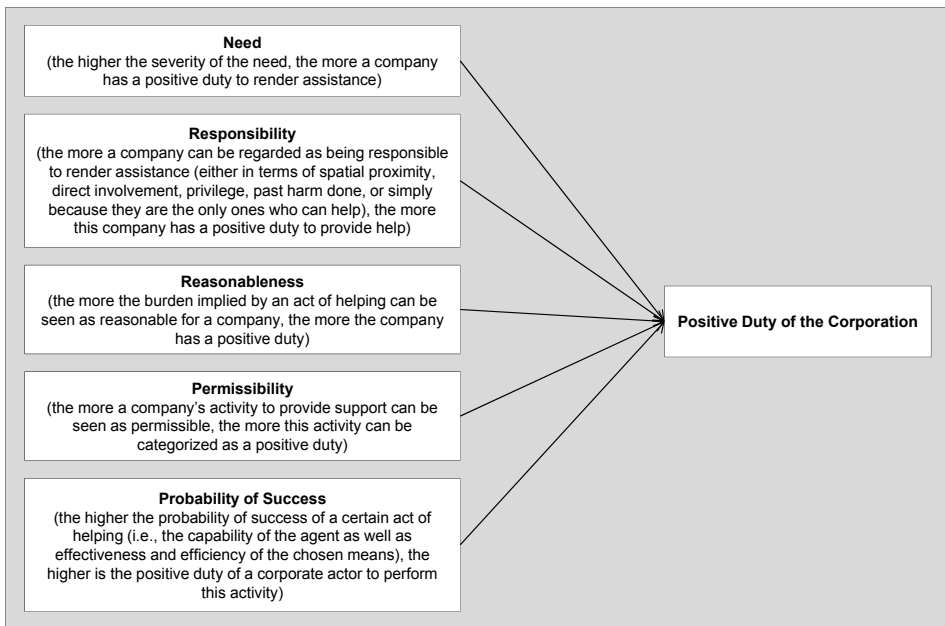 Need
(the higher the severity of the need, the more a company
has a positive duty to render assistance)
Responsibility
(the more a company can be regarded as being responsible
to render assistance (either in terms of spatial proximity,
direct involvement, privilege, past harm done, or simply
because they are the only ones who can help), the more
this company has a positive duty to provide help)
Reasonableness
(the more the burden implied by an act of helping can be
seen as reasonable for a company, the more the company
has a positive duty)
Permissibility
(the more a company’s activity to provide support can be
seen as permissible, the more this activity can be
categorized as a positive duty)
Probability of Success
(the higher the probability of success of a certain act of
helping (i.e., the capability of the agent as well as
effectiveness and efficiency of the chosen means), the
higher is the positive duty of a corporate actor to perform
this activity)
Positive Duty of the Corporation